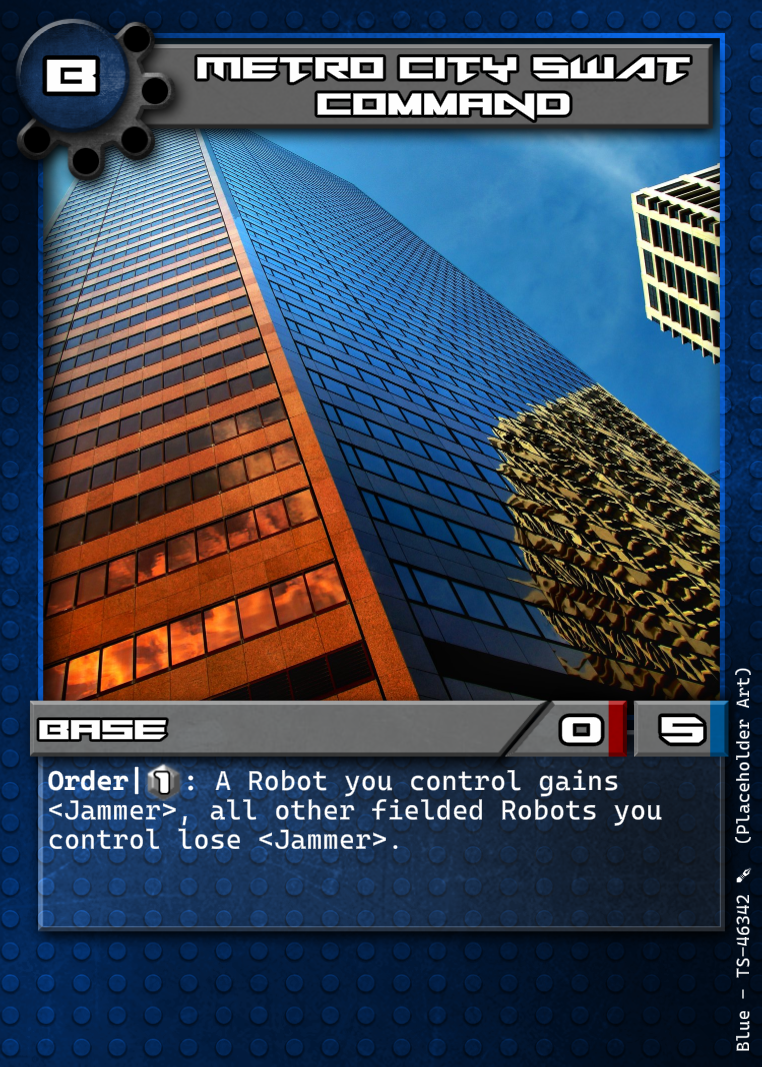 B
METRO CITY SWAT
COMMAND
BASE
0
5
Order|1: A Robot you control gains
<Jammer>, all other fielded Robots you
control lose <Jammer>.
Blue – TS-46342 ✒ (Placeholder Art)